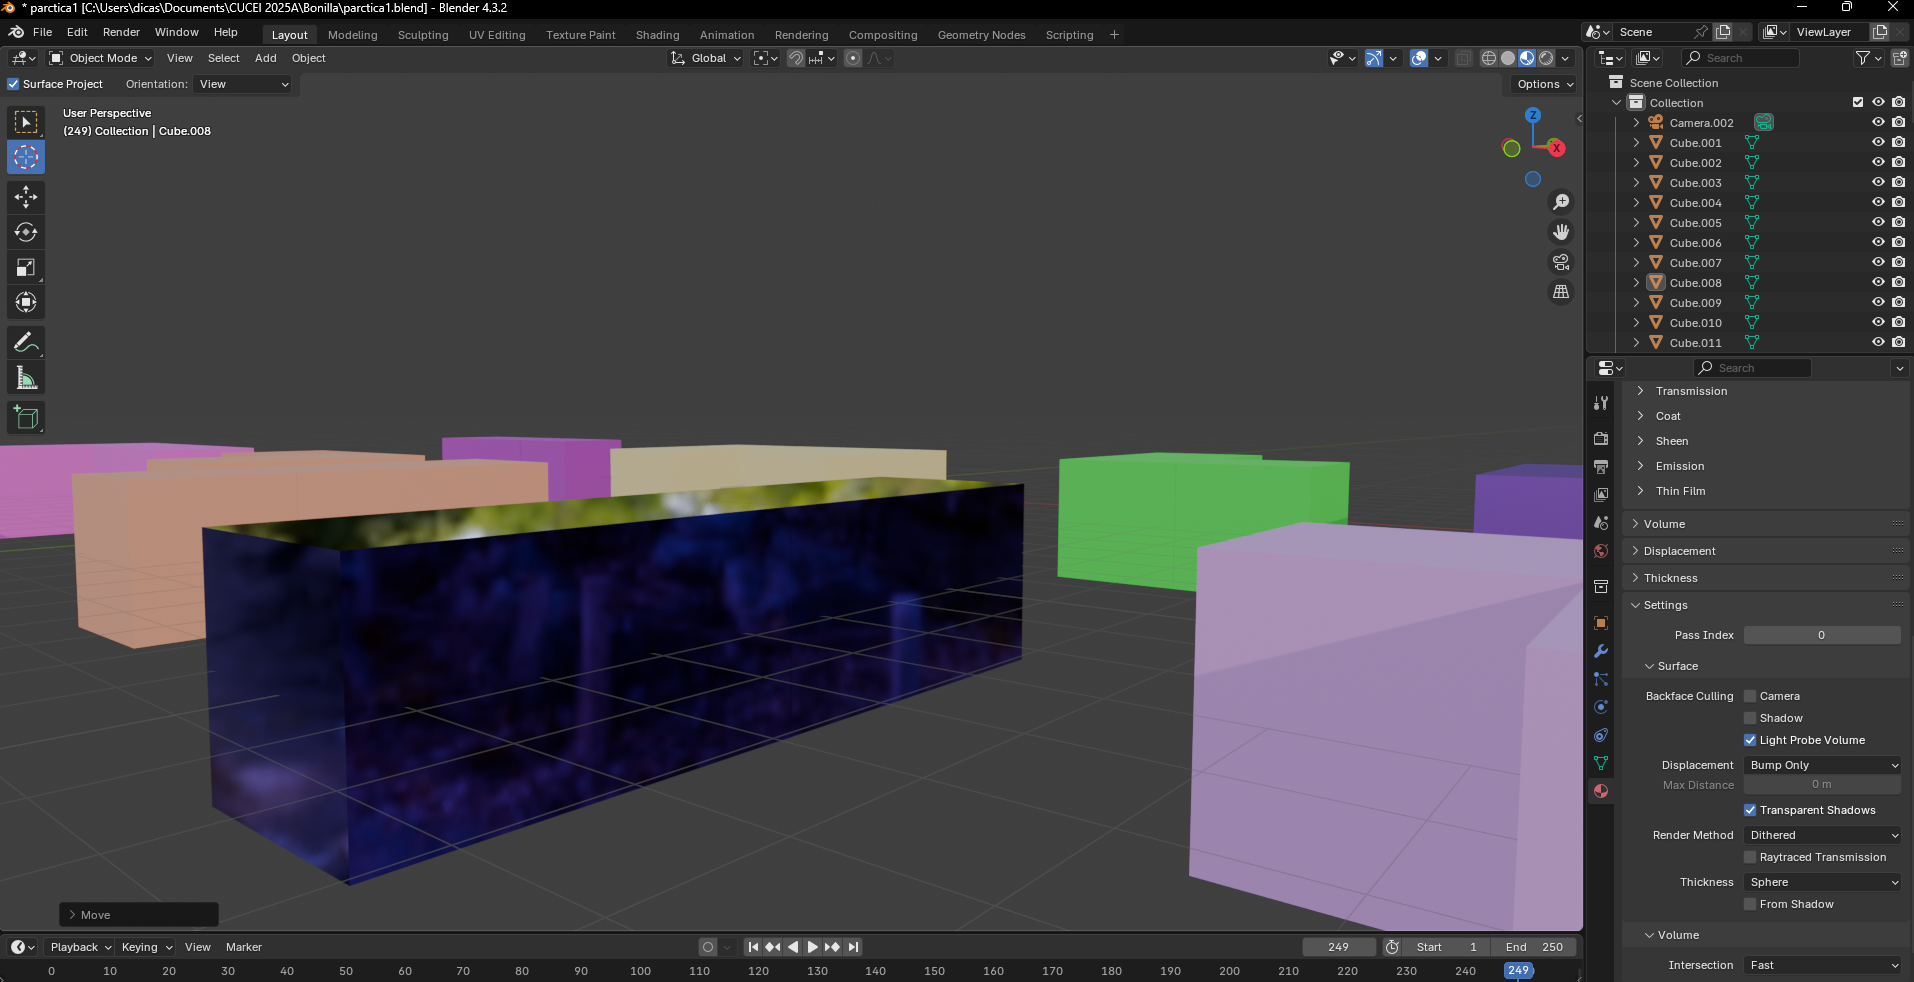 * parctica1 [C:\Users\dicas\Documents\CUCEI 2025A\Bonilla\parctica1.blend] - Blender 4.3.2
File Edit Render Window Help
Layout Modeling Sculpting UV Editing Texture Paint Shading Animation Rendering Compositing Geometry Nodes Scripting +
Scene
ViewLayer
Object Mode View Select Add Object
Global
Surface Project Orientation: View
Options
User Perspective
(249) Collection | Cube.008
Z
X
Move
Search
Scene Collection
Collection
Camera.002
Cube.001
Cube.002
Cube.003
Cube.004
Cube.005
Cube.006
Cube.007
Cube.008
Cube.009
Cube.010
Cube.011
Search
Transmission
Coat
Sheen
Emission
Thin Film
Volume
Displacement
Thickness
Settings
Pass Index 0
Surface
Backface Culling Camera
Shadow
Light Probe Volume
Displacement Bump Only
Max Distance 0 m
Transparent Shadows
Render Method Dithered
Raytraced Transmission
Thickness Sphere
From Shadow
Volume
Intersection Fast
Playback Keying View Marker
249 Start 1 End 250
0 10 20 30 40 50 60 70 80 90 100 110 120 130 140 150 160 170 180 190 200 210 220 230 240 249